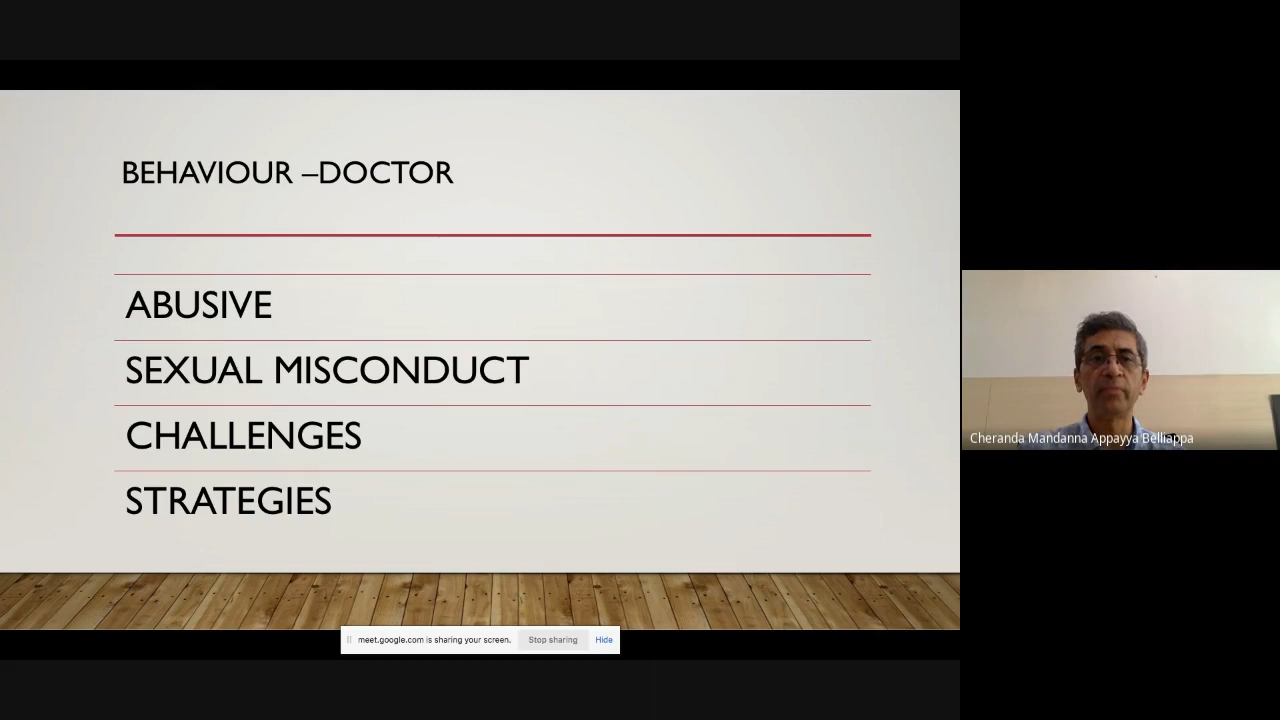 BEHAVIOUR –DOCTOR
ABUSIVE
SEXUAL MISCONDUCT
CHALLENGES
STRATEGIES
meet.google.com is sharing your screen. Stop sharing Hide
Cheranda Mandanna Appayya Belliappa